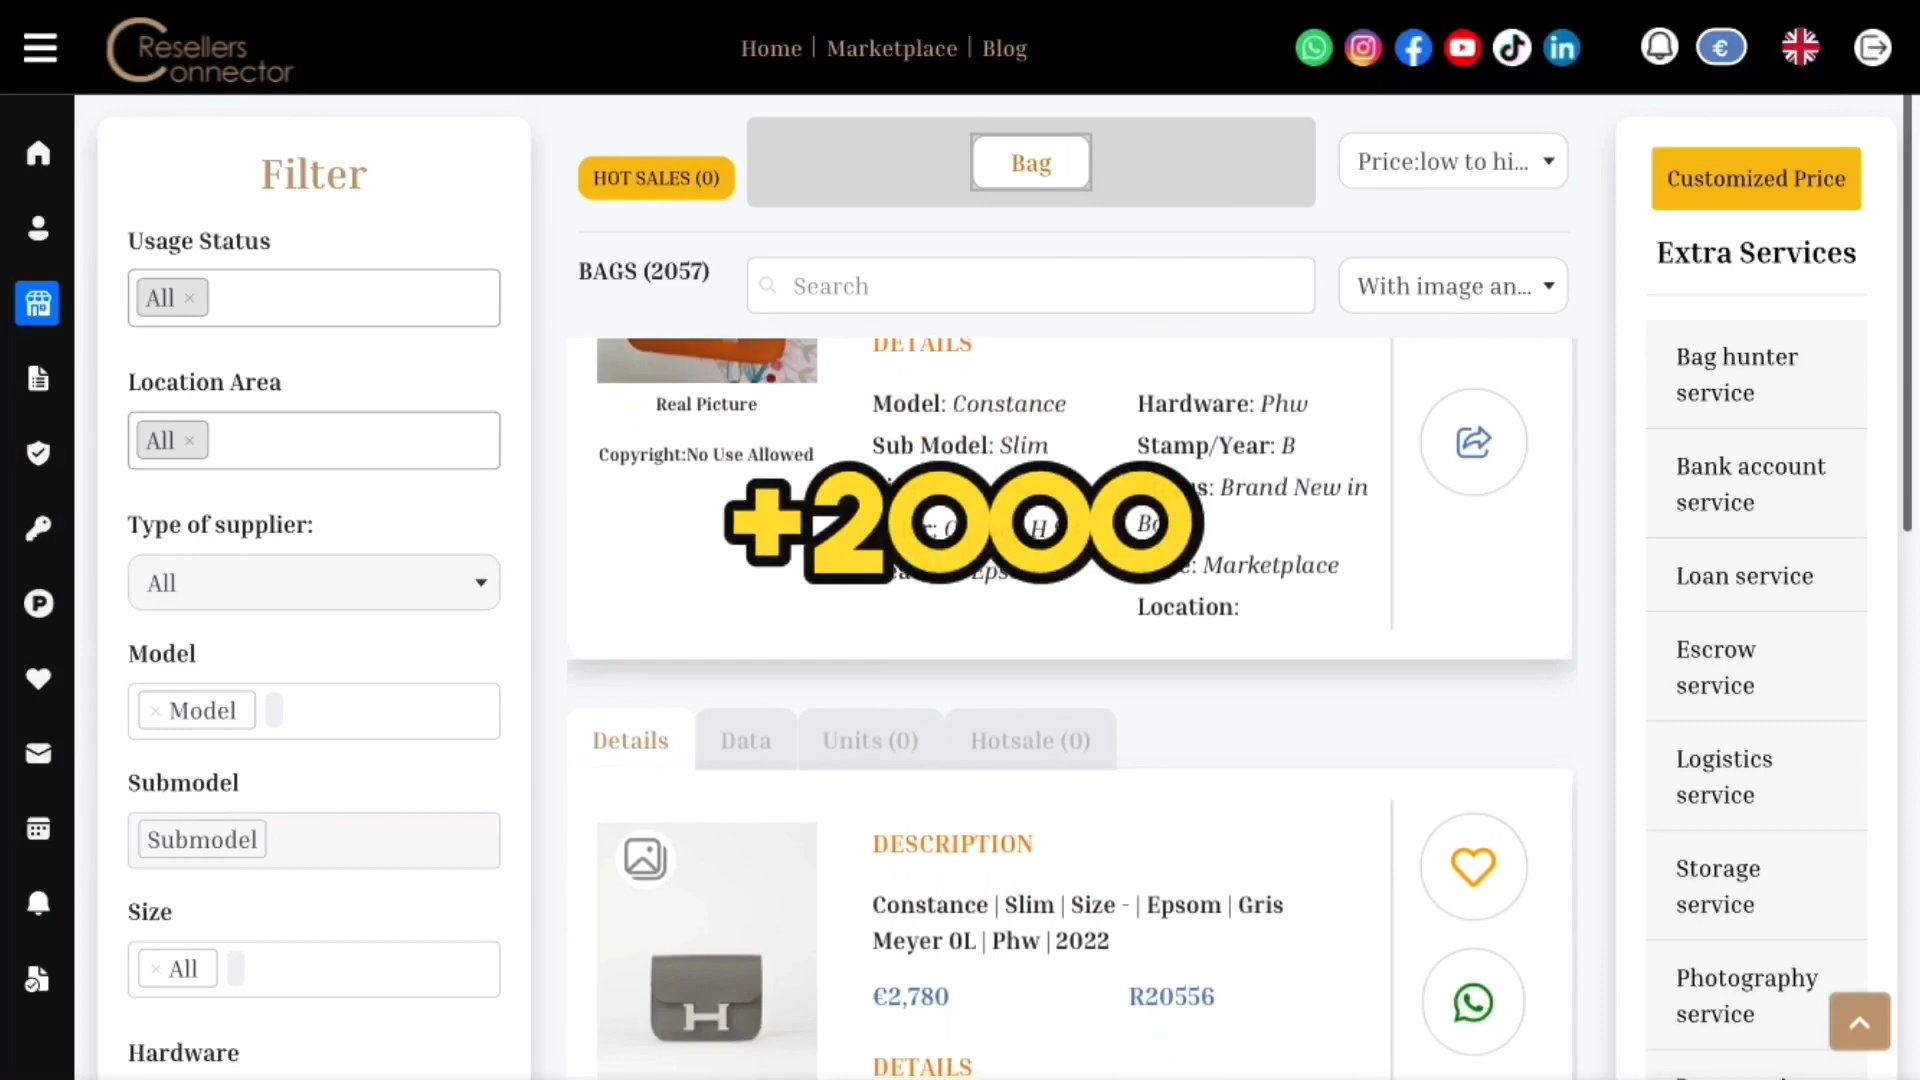 Resellers
Connector
Home | Marketplace | Blog
€
Filter
Usage Status
All ×
Location Area
All ×
Type of supplier:
All
Model
× Model
Submodel
Submodel
Size
× All
Hardware
HOT SALES (0)
Bag
Price:low to hi...
BAGS (2057)
Search
With image an...
Real Picture
Copyright:No Use Allowed
DETAILS
Model: Constance
Sub Model: Slim
Hardware: Phw
Stamp/Year: B
Brand New in
Marketplace
Location:
+2000
Details
Data
Units (0)
Hotsale (0)
DESCRIPTION
Constance | Slim | Size - | Epsom | Gris
Meyer 0L | Phw | 2022
€2,780
R20556
DETAILS
Customized Price
Extra Services
Bag hunter
service
Bank account
service
Loan service
Escrow
service
Logistics
service
Storage
service
Photography
service